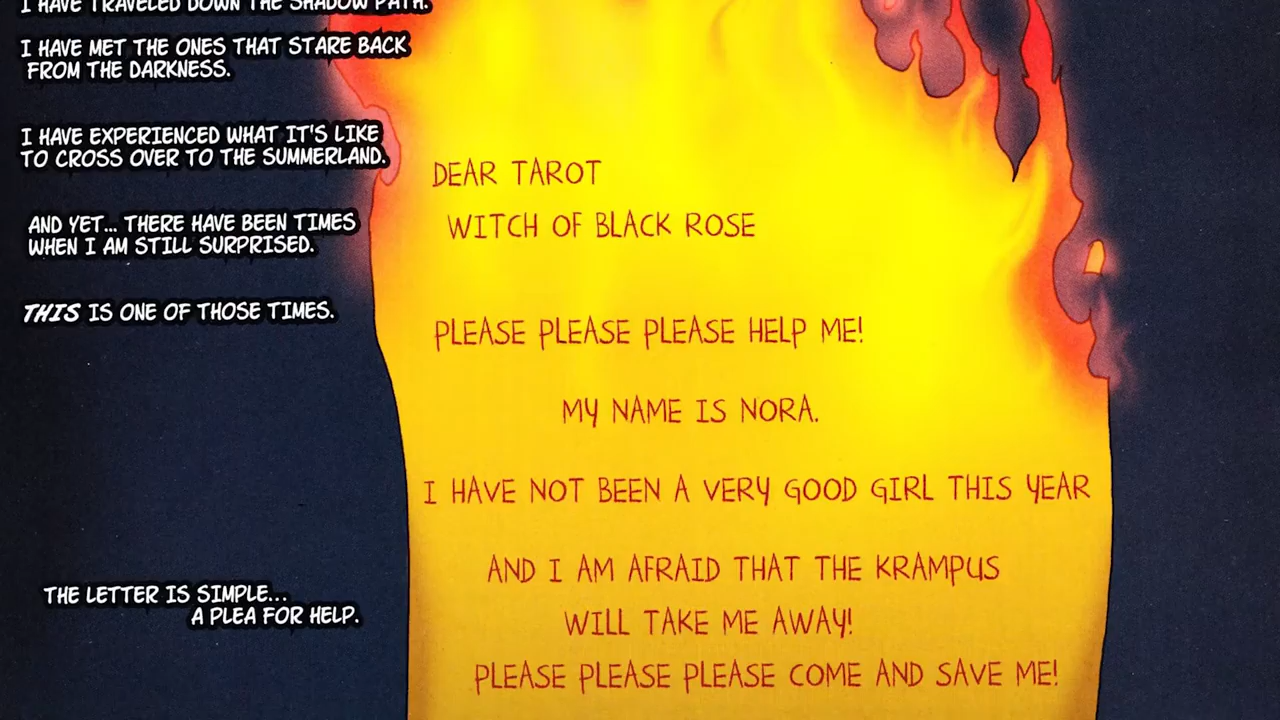 I HAVE TRAVELED DOWN THE SHADOW PATH.
I HAVE MET THE ONES THAT STARE BACK
FROM THE DARKNESS.
I HAVE EXPERIENCED WHAT IT'S LIKE
TO CROSS OVER TO THE SUMMERLAND.
AND YET... THERE HAVE BEEN TIMES
WHEN I AM STILL SURPRISED.
THIS IS ONE OF THOSE TIMES.
THE LETTER IS SIMPLE...
A PLEA FOR HELP.
DEAR TAROT
WITCH OF BLACK ROSE
PLEASE PLEASE PLEASE HELP ME!
MY NAME IS NORA.
I HAVE NOT BEEN A VERY GOOD GIRL THIS YEAR
AND I AM AFRAID THAT THE KRAMPUS
WILL TAKE ME AWAY!
PLEASE PLEASE PLEASE COME AND SAVE ME!